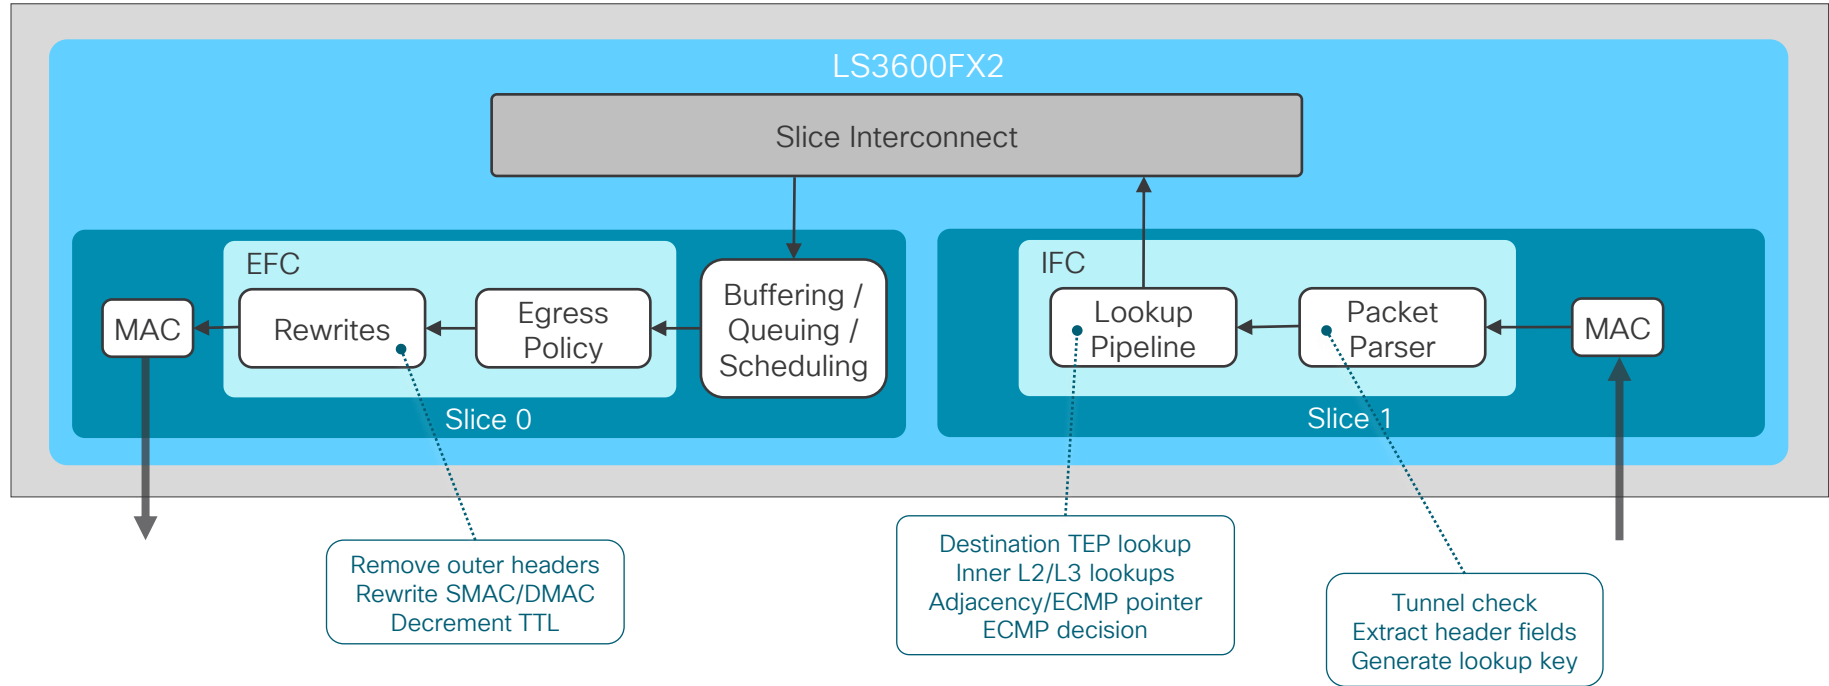 LS3600FX2
Slice Interconnect
EFC
MAC
Rewrites
Egress
Policy
Buffering /
Queuing /
Scheduling
Slice 0
IFC
Lookup
Pipeline
Packet
Parser
MAC
Slice 1
Remove outer headers
Rewrite SMAC/DMAC
Decrement TTL
Destination TEP lookup
Inner L2/L3 lookups
Adjacency/ECMP pointer
ECMP decision
Tunnel check
Extract header fields
Generate lookup key